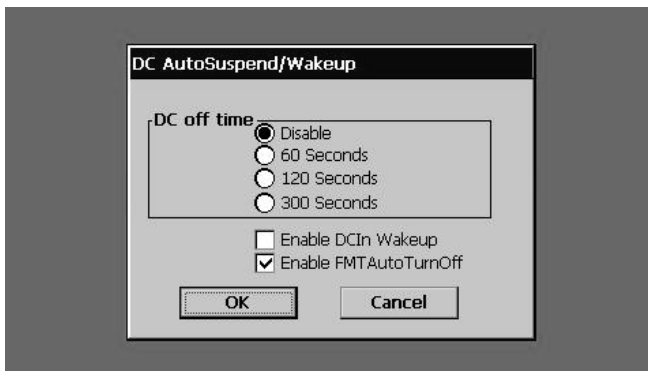 DC AutoSuspend/Wakeup
DC off time
Disable
60 Seconds
120 Seconds
300 Seconds
Enable DCIn Wakeup
Enable FMTAutoTurnOff
OK
Cancel